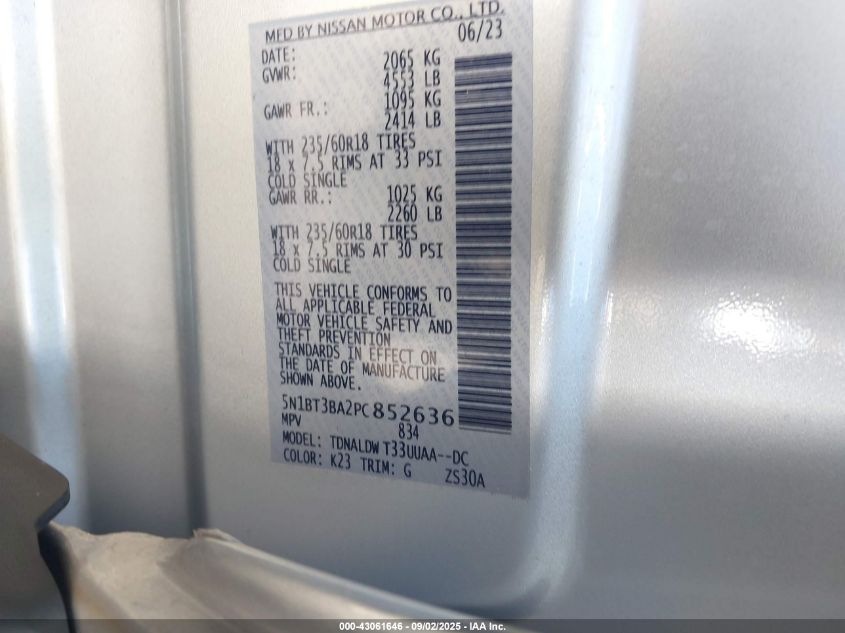 MFD BY NISSAN MOTOR CO., LTD.
DATE: 06/23
GVWR: 2065 KG
4553 LB
GAWR FR.: 1095 KG
2414 LB
WITH 235/60R18 TIRES
18 x 7.5 RIMS AT 33 PSI
COLD SINGLE
GAWR RR.: 1025 KG
2260 LB
WITH 235/60R18 TIRES
18 x 7.5 RIMS AT 30 PSI
COLD SINGLE
THIS VEHICLE CONFORMS TO
ALL APPLICABLE FEDERAL
MOTOR VEHICLE SAFETY AND
THEFT PREVENTION
STANDARDS IN EFFECT ON
THE DATE OF MANUFACTURE
SHOWN ABOVE.
5N1BT3BA2PC852636
MPV 834
MODEL: TDNALDW T33UUAA--DC
COLOR: K23 TRIM: G ZS30A
000-43061646 - 09/02/2025 - IAA Inc.